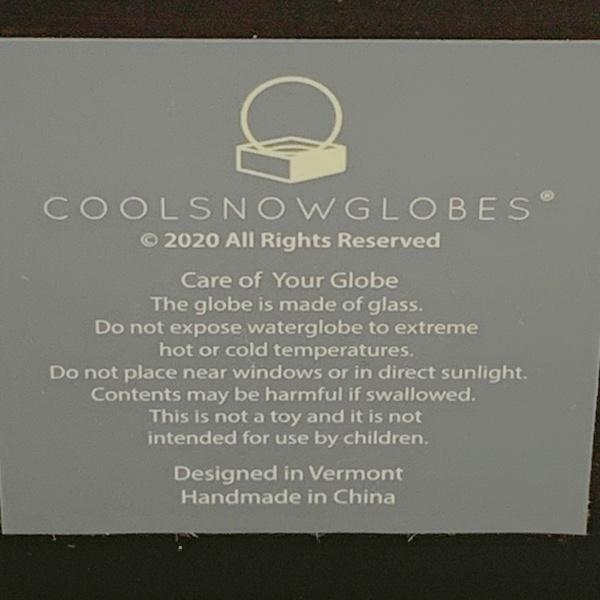 COOLSNOWGLOBES®
© 2020 All Rights Reserved
Care of Your Globe
The globe is made of glass.
Do not expose waterglobe to extreme
hot or cold temperatures.
Do not place near windows or in direct sunlight.
Contents may be harmful if swallowed.
This is not a toy and it is not
intended for use by children.
Designed in Vermont
Handmade in China